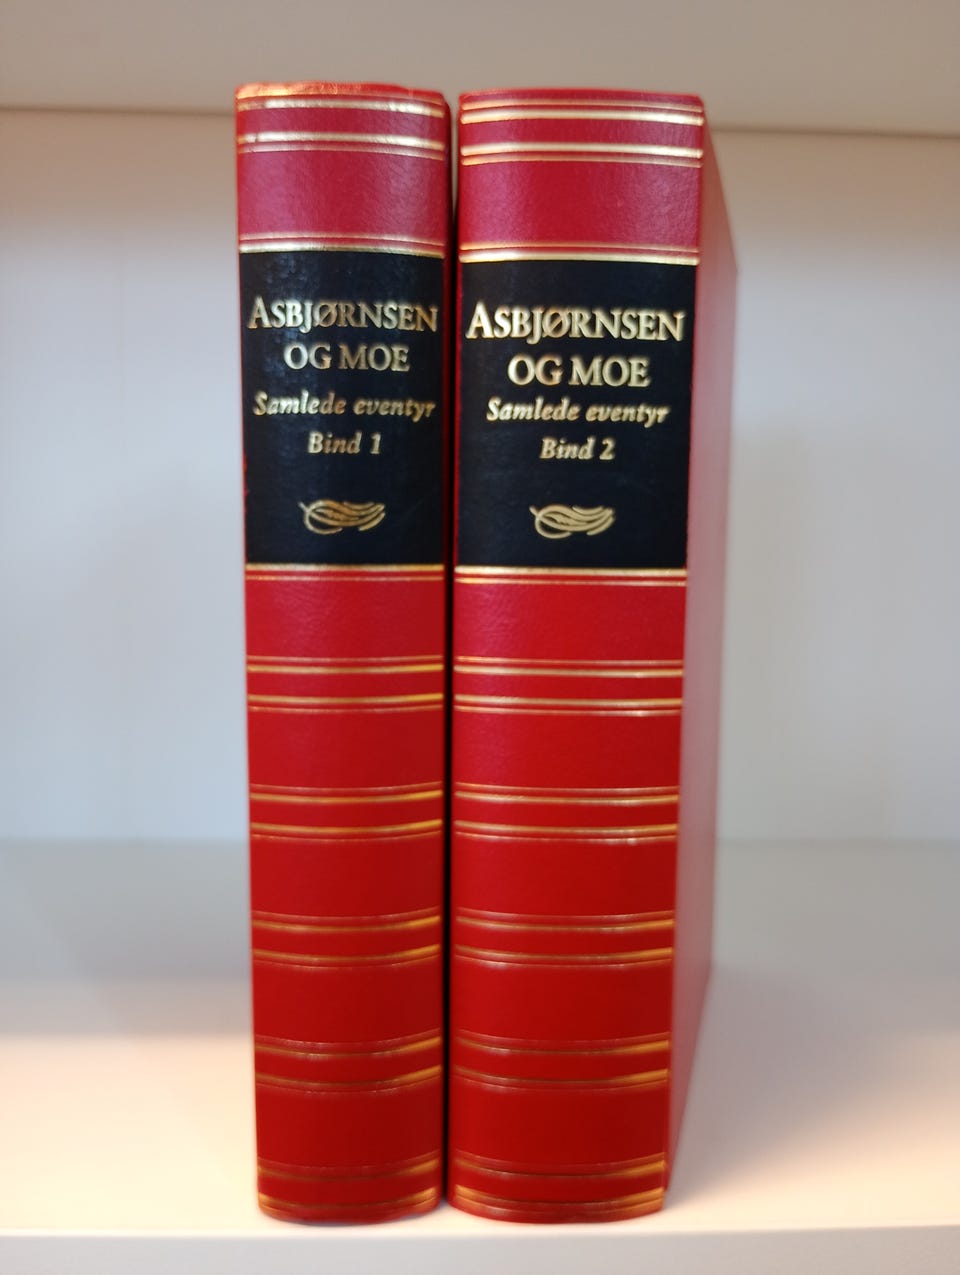 ASBJØRNSEN
OG MOE
Samlede eventyr
Bind 1
ASBJØRNSEN
OG MOE
Samlede eventyr
Bind 2